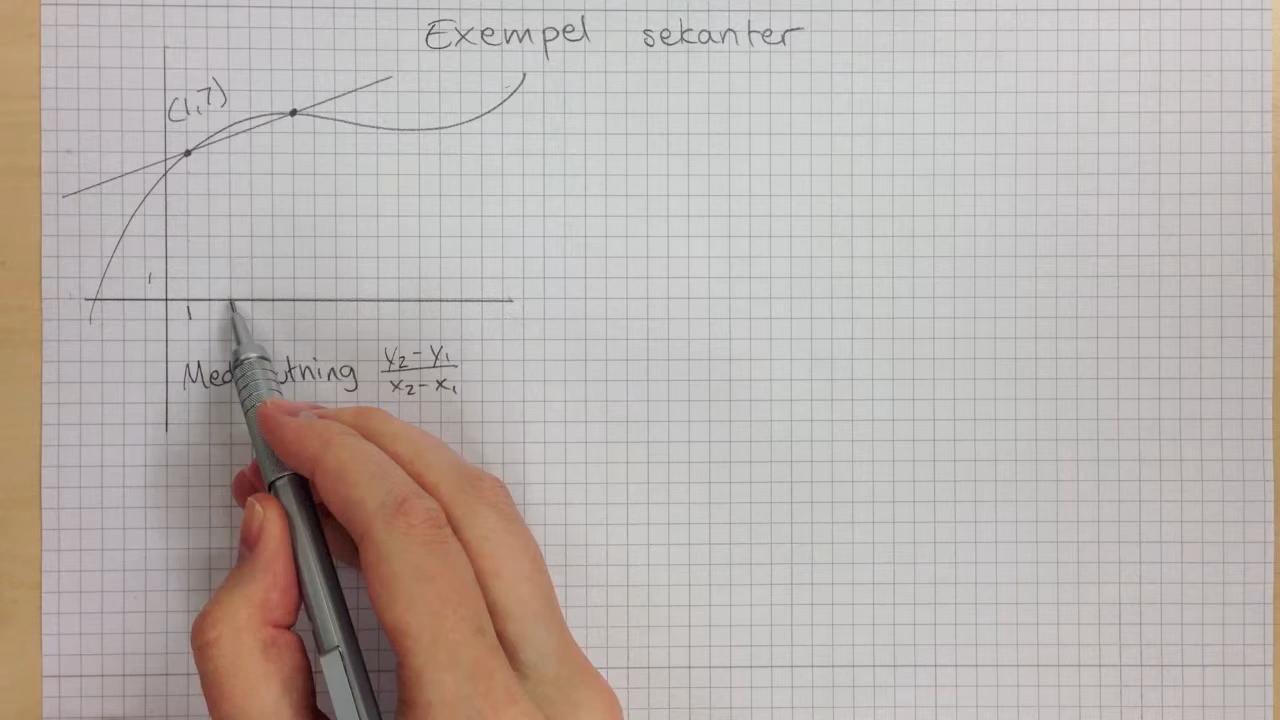 Exempel sekanter
(1,7)
1
1
y₂-y₁
x₂-x₁